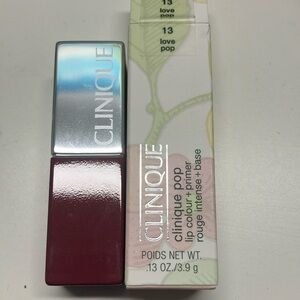 13
love
pop
13
love
pop
CLINIQUE
CLINIQUE
clinique pop
lip colour + primer
rouge intense + base
POIDS NET WT.
.13 OZ./3.9 g